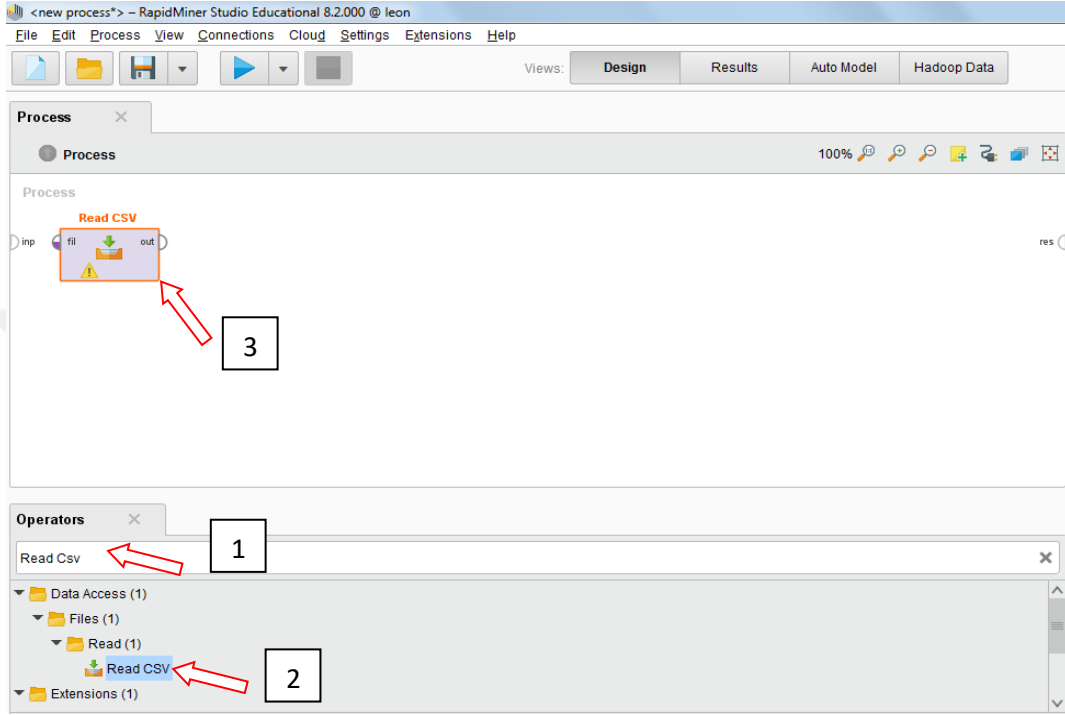 <new process*> – RapidMiner Studio Educational 8.2.000 @ leon
File Edit Process View Connections Cloud Settings Extensions Help
Views: Design Results Auto Model Hadoop Data
Process
Process 100%
Process
Read CSV
inp fil out res
3
Operators
1
Read Csv
Data Access (1)
Files (1)
Read (1)
Read CSV
2
Extensions (1)